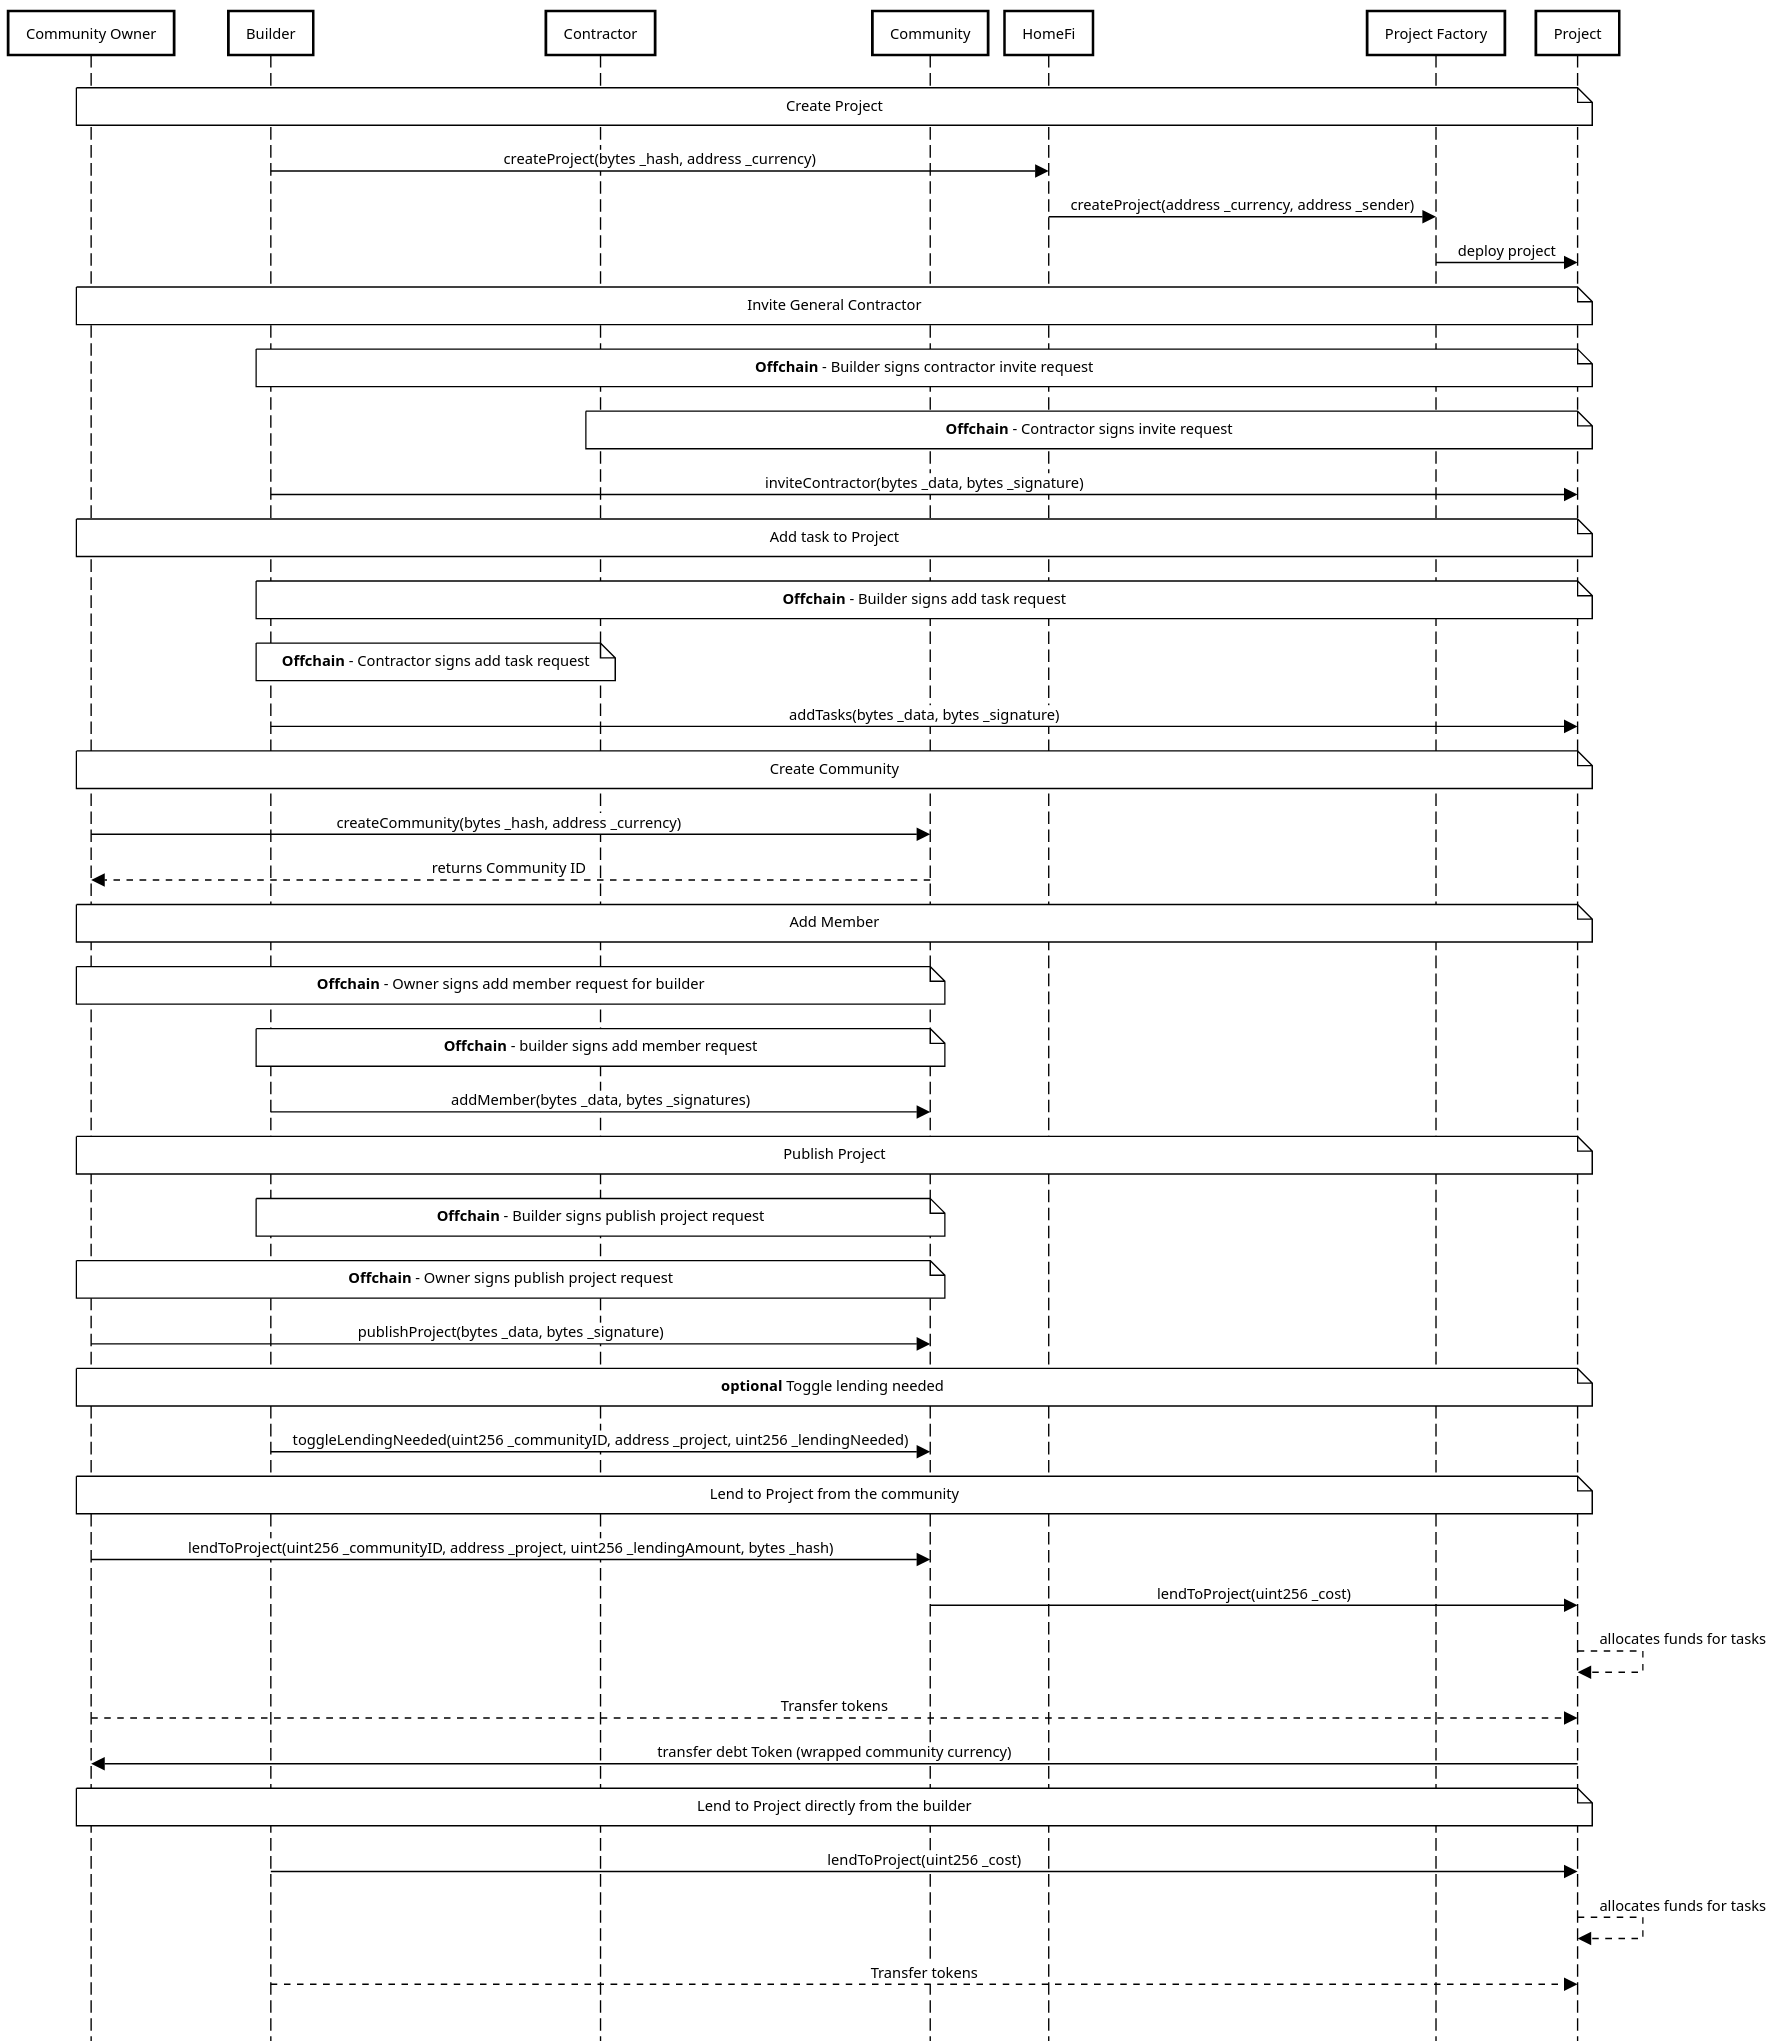 Community Owner
Builder
Contractor
Community
HomeFi
Project Factory
Project
Create Project
createProject(bytes _hash, address _currency)
createProject(address _currency, address _sender)
deploy project
Invite General Contractor
Offchain - Builder signs contractor invite request
Offchain - Contractor signs invite request
inviteContractor(bytes _data, bytes _signature)
Add task to Project
Offchain - Builder signs add task request
Offchain - Contractor signs add task request
addTasks(bytes _data, bytes _signature)
Create Community
createCommunity(bytes _hash, address _currency)
returns Community ID
Add Member
Offchain - Owner signs add member request for builder
Offchain - builder signs add member request
addMember(bytes _data, bytes _signatures)
Publish Project
Offchain - Builder signs publish project request
Offchain - Owner signs publish project request
publishProject(bytes _data, bytes _signature)
optional Toggle lending needed
toggleLendingNeeded(uint256 _communityID, address _project, uint256 _lendingNeeded)
Lend to Project from the community
lendToProject(uint256 _communityID, address _project, uint256 _lendingAmount, bytes _hash)
lendToProject(uint256 _cost)
allocates funds for tasks
Transfer tokens
transfer debt Token (wrapped community currency)
Lend to Project directly from the builder
lendToProject(uint256 _cost)
allocates funds for tasks
Transfer tokens